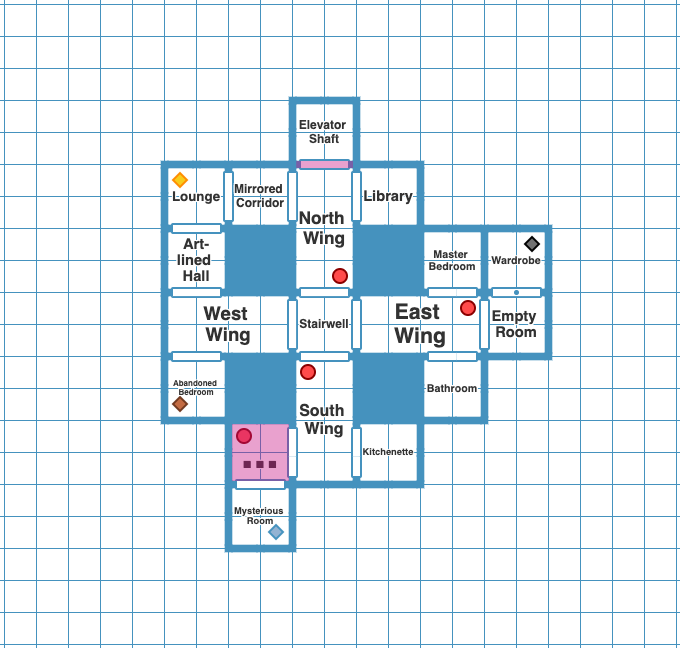 Elevator
Shaft
Lounge
Mirrored
Corridor
Library
North
Wing
Art-
lined
Hall
Master
Bedroom
Wardrobe
West
Wing
Stairwell
East
Wing
Empty
Room
Abandoned
Bedroom
Bathroom
South
Wing
Kitchenette
Mysterious
Room